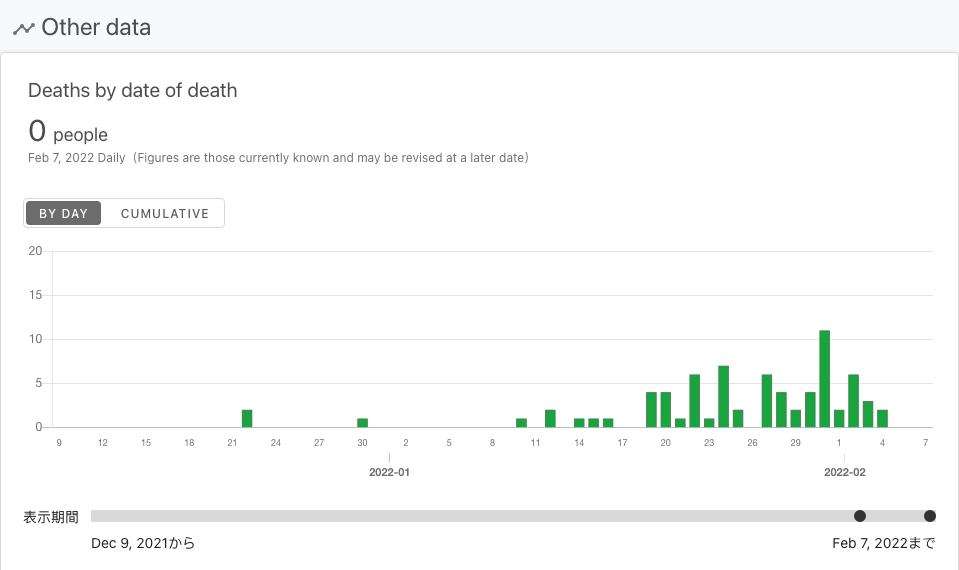 Other data
Deaths by date of death
0 people
Feb 7, 2022 Daily (Figures are those currently known and may be revised at a later date)
BY DAY CUMULATIVE
20
15
10
5
0
9 12 15 18 21 24 27 30 2 5 8 11 14 17 20 23 26 29 1 4 7
2022-01 2022-02
表示期間
Dec 9, 2021から Feb 7, 2022まで